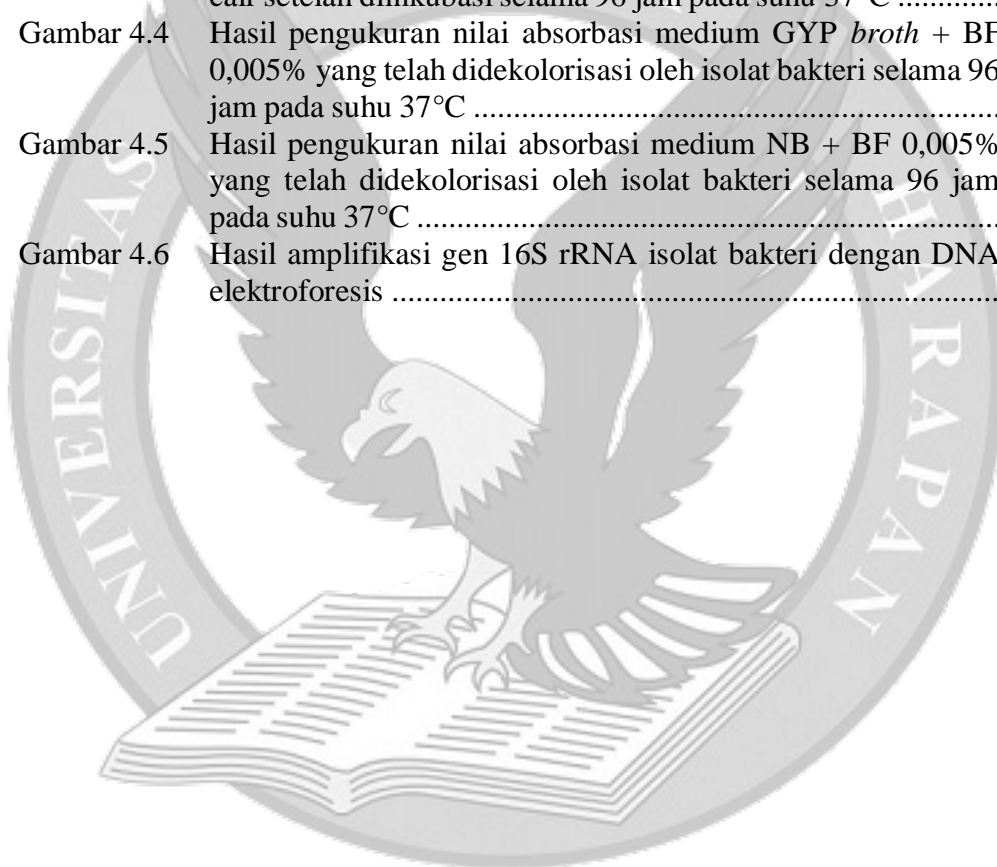 cair setelah diinkubasi selama 96 jam pada suhu 37°C ............
Gambar 4.4 Hasil pengukuran nilai absorbasi medium GYP broth + BF
0,005% yang telah didekolorisasi oleh isolat bakteri selama 96
jam pada suhu 37°C ................................................................
Gambar 4.5 Hasil pengukuran nilai absorbasi medium NB + BF 0,005%
yang telah didekolorisasi oleh isolat bakteri selama 96 jam
pada suhu 37°C ......................................................................
Gambar 4.6 Hasil amplifikasi gen 16S rRNA isolat bakteri dengan DNA
elektroforesis .........................................................................
UNIVERSITAS
HARAPAN